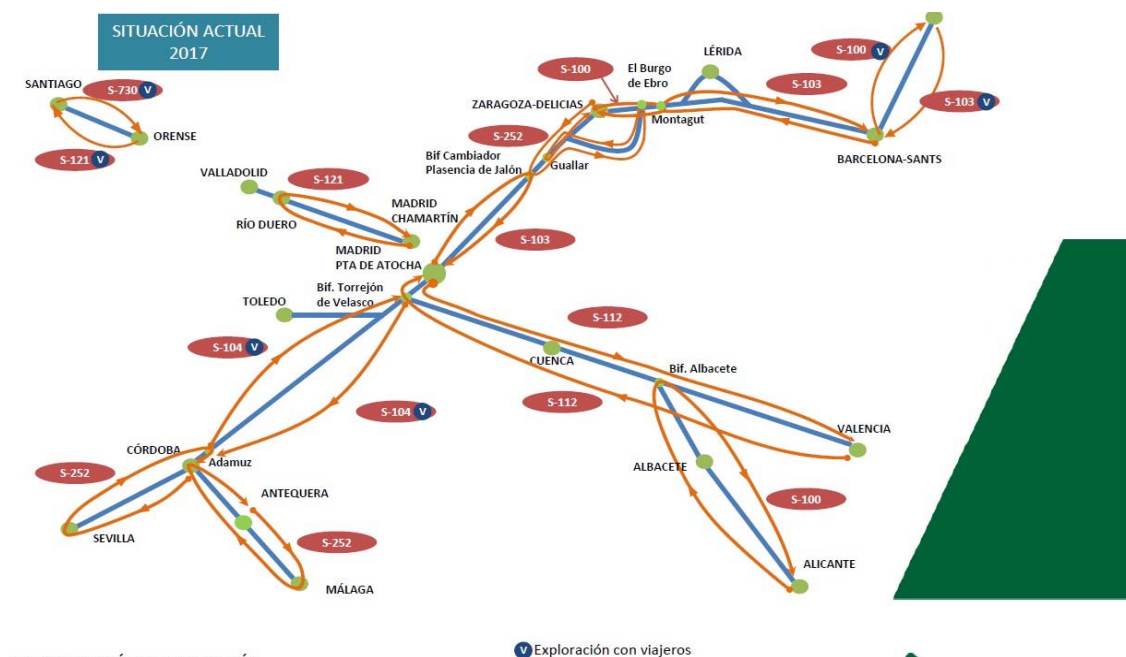 SITUACIÓN ACTUAL
2017
SANTIAGO
S-730 V
ORENSE
S-121 V
VALLADOLID
S-121
RÍO DUERO
MADRID
CHAMARTÍN
MADRID
PTA DE ATOCHA
ZARAGOZA-DELICIAS
S-100
El Burgo
de Ebro
LÉRIDA
S-103
Montagut
S-100 V
S-103 V
BARCELONA-SANTS
S-252
Bif Cambiador
Plasencia de Jalón
Guallar
S-103
Bif. Torrejón
de Velasco
TOLEDO
S-104 V
S-104 V
S-112
CUENCA
S-112
Bif. Albacete
VALENCIA
ALBACETE
S-100
ALICANTE
CÓRDOBA
Adamuz
S-252
SEVILLA
ANTEQUERA
S-252
MÁLAGA
V Exploración con viajeros